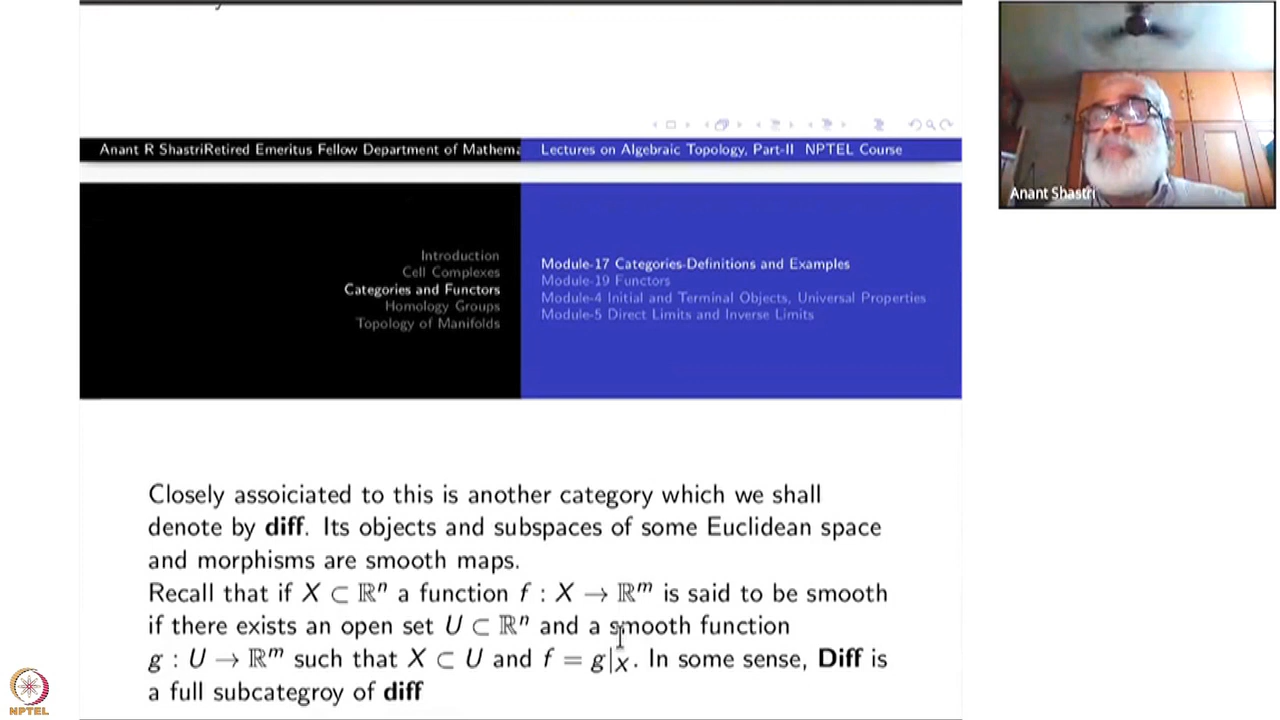 Anant R ShastriRetired Emeritus Fellow Department of Mathema
Lectures on Algebraic Topology, Part-II NPTEL Course
Introduction
Cell Complexes
Categories and Functors
Homology Groups
Topology of Manifolds
Module-17 Categories-Definitions and Examples
Module-19 Functors
Module-4 Initial and Terminal Objects, Universal Properties
Module-5 Direct Limits and Inverse Limits
Anant Shastri
Closely assoiciated to this is another category which we shall
denote by diff. Its objects and subspaces of some Euclidean space
and morphisms are smooth maps.
Recall that if X ⊂ ℝⁿ a function f : X → ℝᵐ is said to be smooth
if there exists an open set U ⊂ ℝⁿ and a smooth function
g : U → ℝᵐ such that X ⊂ U and f = g|X. In some sense, Diff is
a full subcategroy of diff
NPTEL